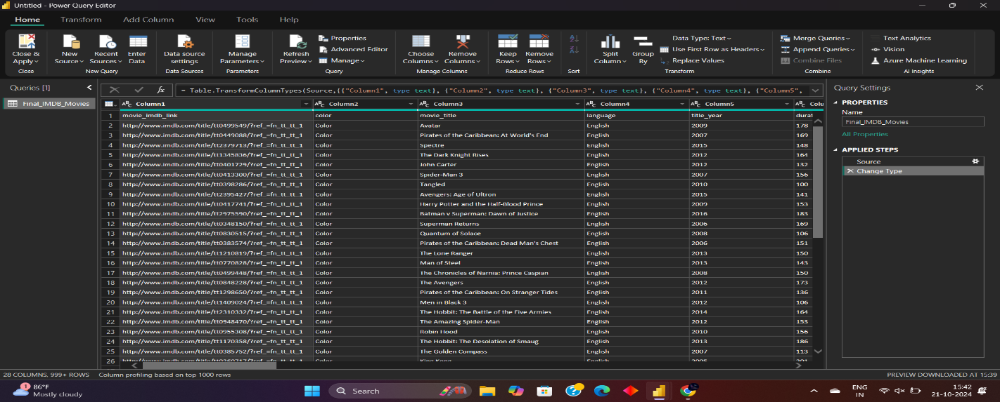 Untitled - Power Query Editor
Home Transform Add Column View Tools Help
Close & Apply
New Source
Recent Sources
Enter Data
Data source settings
Manage Parameters
Refresh Preview
Properties
Advanced Editor
Manage
Choose Columns
Remove Columns
Keep Rows
Remove Rows
Split Column
Group By
Data Type: Text
Use First Row as Headers
Replace Values
Merge Queries
Append Queries
Combine Files
Text Analytics
Vision
Azure Machine Learning
Close New Query Data Sources Parameters Query Manage Columns Reduce Rows Sort Transform Combine AI Insights
Queries [1]
Final_IMDB_Movies
fx = Table.TransformColumnTypes(Source,{{"Column1", type text}, {"Column2", type text}, {"Column3", type text}, {"Column4", type text}, {"Column5",
ABC Column1 ABC Column2 ABC Column3 ABC Column4 ABC Column5 ABC Colu
1 movie_imdb_link color movie_title language title_year durat
2 http://www.imdb.com/title/tt0499549/?ref_=fn_tt_tt_1 Color Avatar English 2009 178
3 http://www.imdb.com/title/tt0449088/?ref_=fn_tt_tt_1 Color Pirates of the Caribbean: At World's End English 2007 169
4 http://www.imdb.com/title/tt2379713/?ref_=fn_tt_tt_1 Color Spectre English 2015 148
5 http://www.imdb.com/title/tt1345836/?ref_=fn_tt_tt_1 Color The Dark Knight Rises English 2012 164
6 http://www.imdb.com/title/tt0401729/?ref_=fn_tt_tt_1 Color John Carter English 2012 132
7 http://www.imdb.com/title/tt0413300/?ref_=fn_tt_tt_1 Color Spider-Man 3 English 2007 156
8 http://www.imdb.com/title/tt0398286/?ref_=fn_tt_tt_1 Color Tangled English 2010 100
9 http://www.imdb.com/title/tt2395427/?ref_=fn_tt_tt_1 Color Avengers: Age of Ultron English 2015 141
10 http://www.imdb.com/title/tt0417741/?ref_=fn_tt_tt_1 Color Harry Potter and the Half-Blood Prince English 2009 153
11 http://www.imdb.com/title/tt2975590/?ref_=fn_tt_tt_1 Color Batman v Superman: Dawn of Justice English 2016 183
12 http://www.imdb.com/title/tt0348150/?ref_=fn_tt_tt_1 Color Superman Returns English 2006 169
13 http://www.imdb.com/title/tt0830515/?ref_=fn_tt_tt_1 Color Quantum of Solace English 2008 106
14 http://www.imdb.com/title/tt0383574/?ref_=fn_tt_tt_1 Color Pirates of the Caribbean: Dead Man's Chest English 2006 151
15 http://www.imdb.com/title/tt1210819/?ref_=fn_tt_tt_1 Color The Lone Ranger English 2013 150
16 http://www.imdb.com/title/tt0770828/?ref_=fn_tt_tt_1 Color Man of Steel English 2013 143
17 http://www.imdb.com/title/tt0499448/?ref_=fn_tt_tt_1 Color The Chronicles of Narnia: Prince Caspian English 2008 150
18 http://www.imdb.com/title/tt0848228/?ref_=fn_tt_tt_1 Color The Avengers English 2012 173
19 http://www.imdb.com/title/tt1298650/?ref_=fn_tt_tt_1 Color Pirates of the Caribbean: On Stranger Tides English 2011 136
20 http://www.imdb.com/title/tt1409024/?ref_=fn_tt_tt_1 Color Men in Black 3 English 2012 106
21 http://www.imdb.com/title/tt2310332/?ref_=fn_tt_tt_1 Color The Hobbit: The Battle of the Five Armies English 2014 164
22 http://www.imdb.com/title/tt0948470/?ref_=fn_tt_tt_1 Color The Amazing Spider-Man English 2012 153
23 http://www.imdb.com/title/tt0955308/?ref_=fn_tt_tt_1 Color Robin Hood English 2010 156
24 http://www.imdb.com/title/tt1170358/?ref_=fn_tt_tt_1 Color The Hobbit: The Desolation of Smaug English 2013 186
25 http://www.imdb.com/title/tt0385752/?ref_=fn_tt_tt_1 Color The Golden Compass English 2007 113
26 http://www.imdb.com/title/tt0360717/?ref_=fn_tt_tt_1 Color King Kong English 2005 201
Query Settings
PROPERTIES
Name
Final_IMDB_Movies
All Properties
APPLIED STEPS
Source
Change Type
28 COLUMNS, 999+ ROWS Column profiling based on top 1000 rows PREVIEW DOWNLOADED AT 15:39
1
86°F
Mostly cloudy
Search
ENG
IN
15:42
21-10-2024